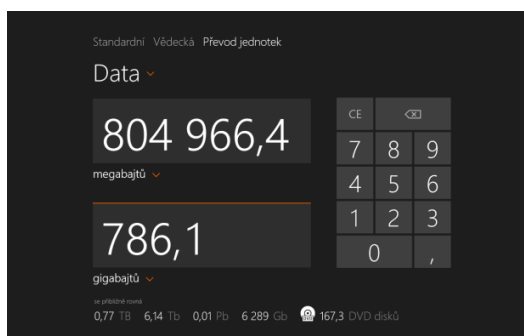 Standardní Vědecká Převod jednotek
Data
804 966,4
megabajtů
786,1
gigabajtů
se přibližně rovná
0,77 TB 6,14 Tb 0,01 Pb 6 289 Gb 167,3 DVD disků
CE
7 8 9
4 5 6
1 2 3
0 ,